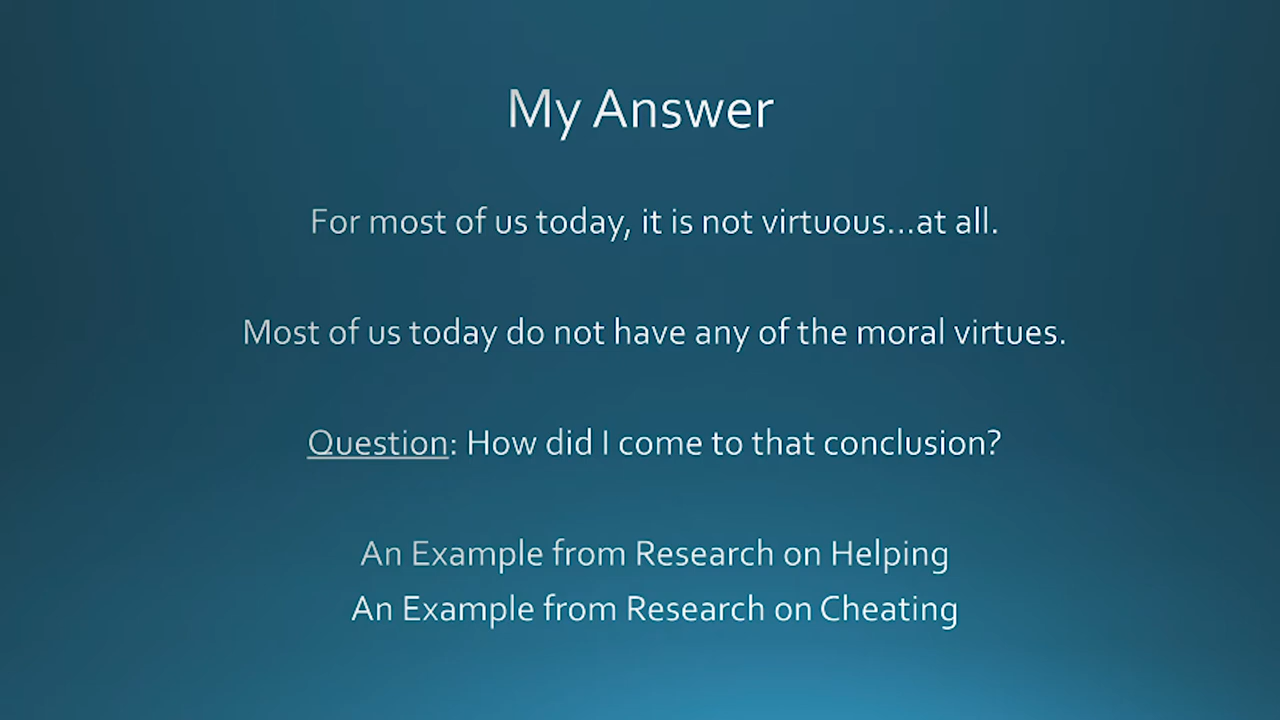 My Answer
For most of us today, it is not virtuous...at all.
Most of us today do not have any of the moral virtues.
Question: How did I come to that conclusion?
An Example from Research on Helping
An Example from Research on Cheating